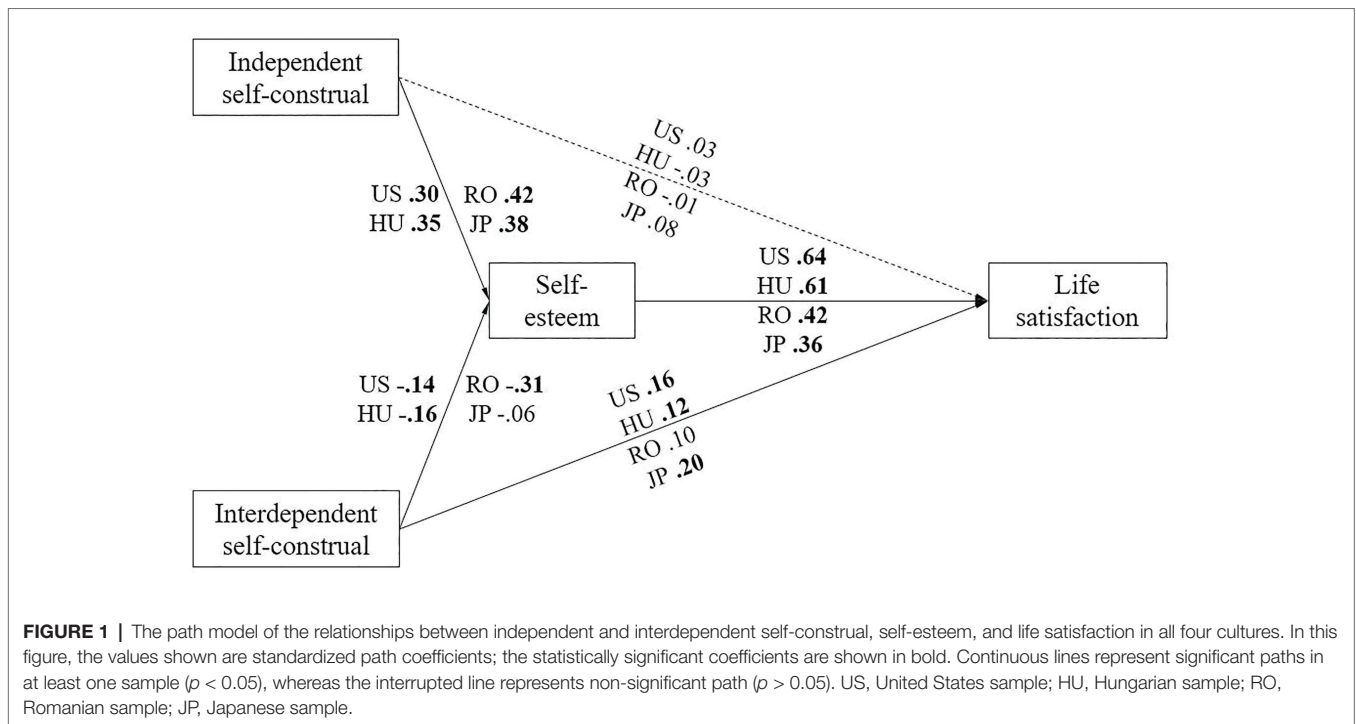 Independent
self-construal
US .03
HU -.03
RO -.01
JP .08
US .30 RO .42
HU .35 JP .38
Self-
esteem
US .64
HU .61
RO .42
JP .36
Life
satisfaction
US -.14 RO -.31
HU -.16 JP -.06
US .16
HU .12
RO .10
JP .20
Interdependent
self-construal
FIGURE 1 | The path model of the relationships between independent and interdependent self-construal, self-esteem, and life satisfaction in all four cultures. In this
figure, the values shown are standardized path coefficients; the statistically significant coefficients are shown in bold. Continuous lines represent significant paths in
at least one sample (p < 0.05), whereas the interrupted line represents non-significant path (p > 0.05). US, United States sample; HU, Hungarian sample; RO,
Romanian sample; JP, Japanese sample.